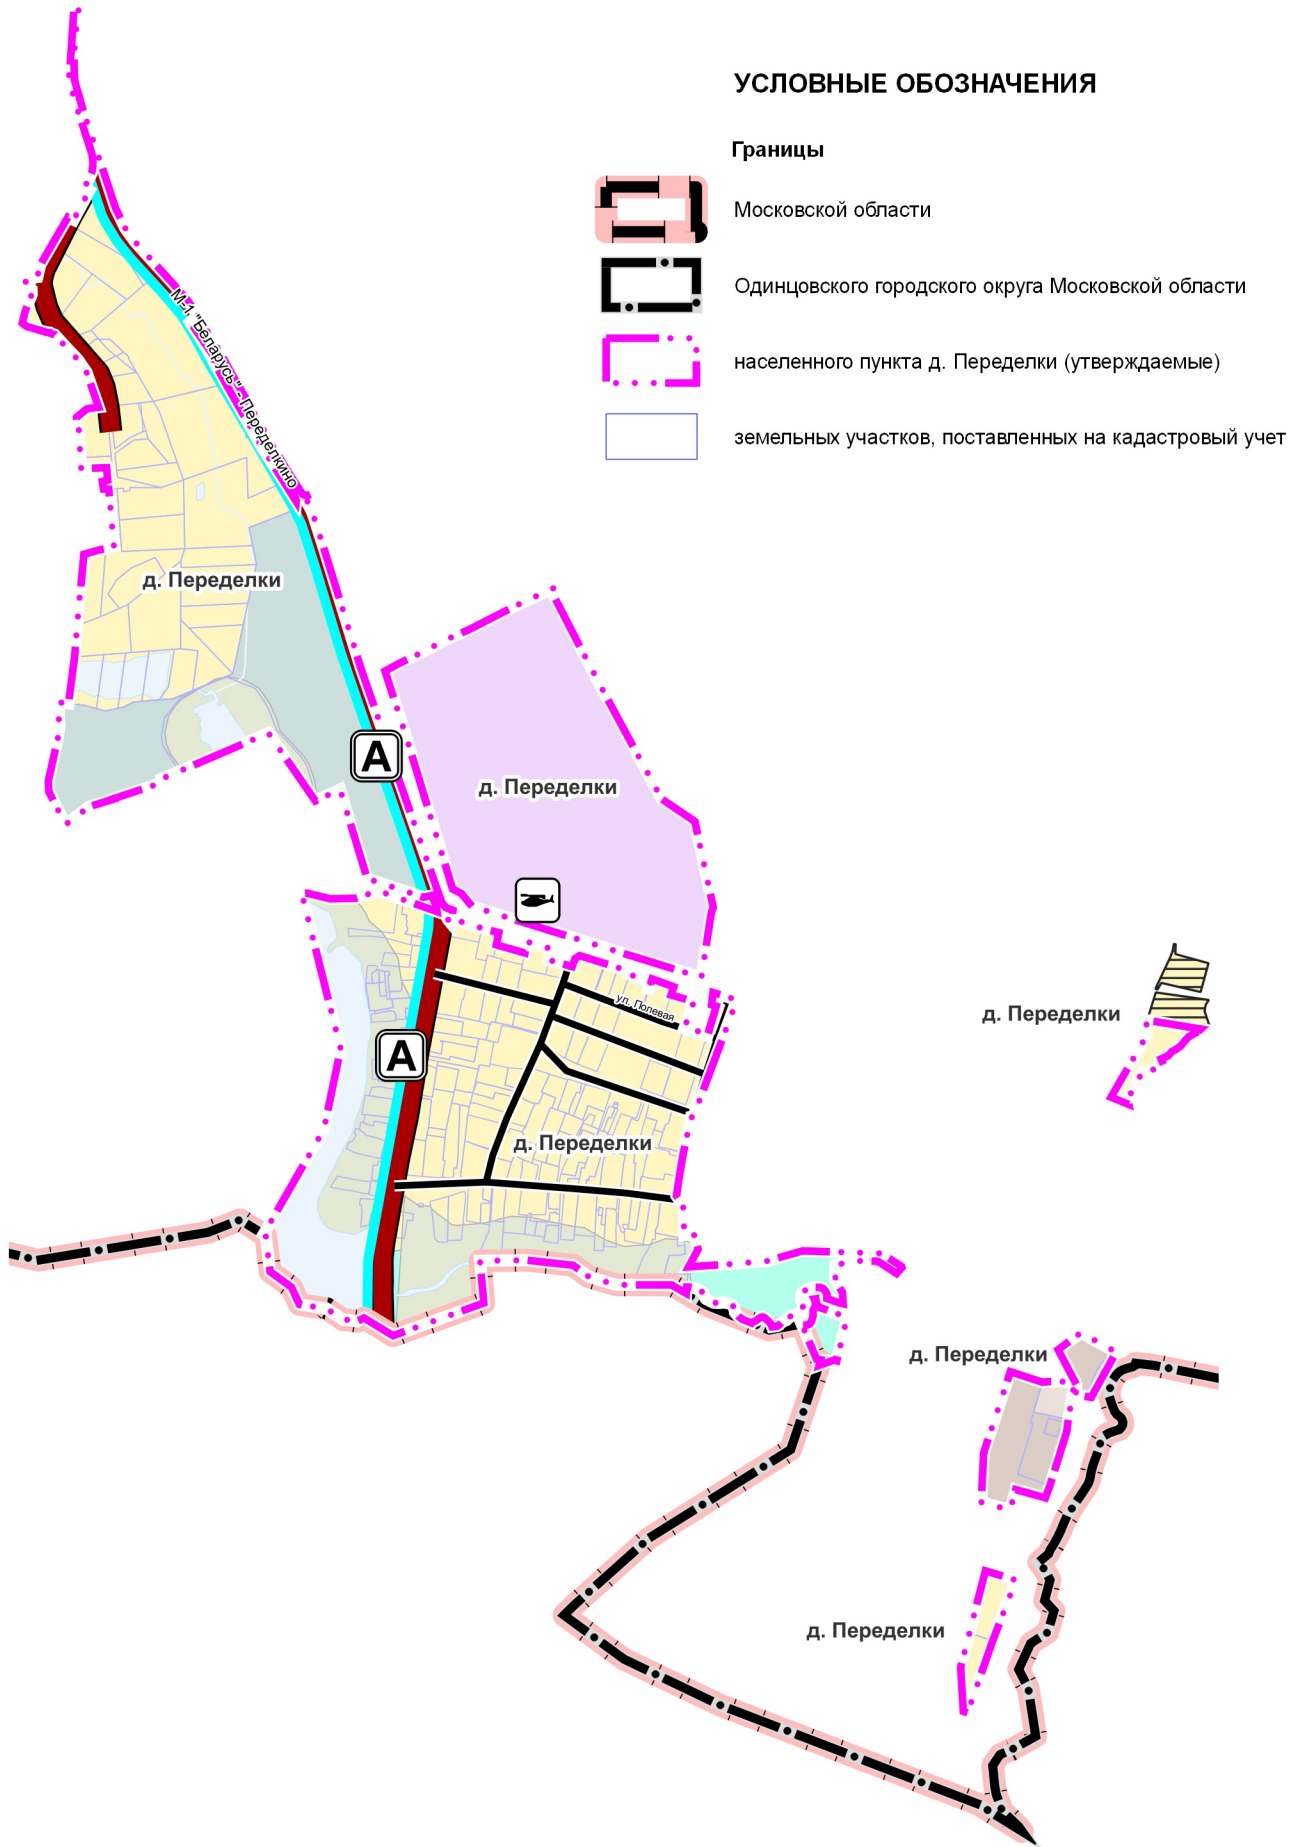 УСЛОВНЫЕ ОБОЗНАЧЕНИЯ
Границы
Московской области
Одинцовского городского округа Московской области
населенного пункта д. Переделки (утверждаемые)
земельных участков, поставленных на кадастровый учет
М-1 "Беларусь" - Переделкино
д. Переделки
А
д. Переделки
ул. Полевая
д. Переделки
А
д. Переделки
д. Переделки
д. Переделки